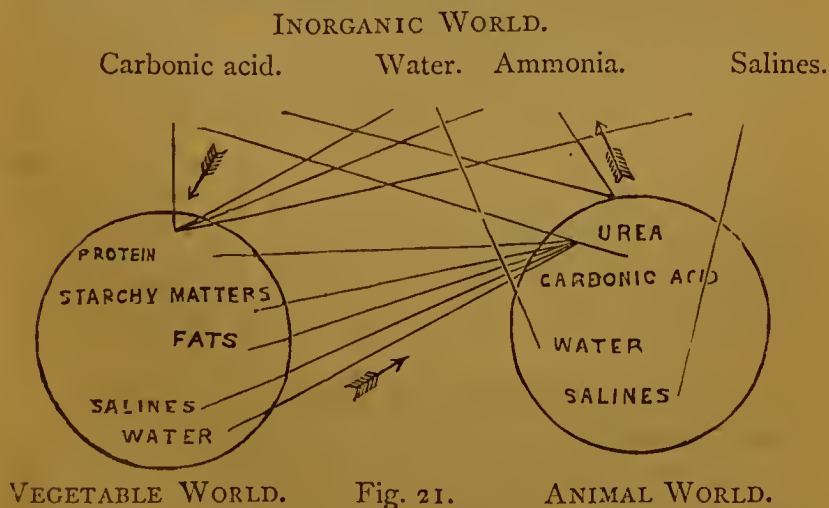 INORGANIC WORLD.
Carbonic acid. Water. Ammonia. Salines.
PROTEIN
STARCHY MATTERS
FATS
SALINES
WATER
UREA
CARBONIC ACID
WATER
SALINES
VEGETABLE WORLD. Fig. 21. ANIMAL WORLD.